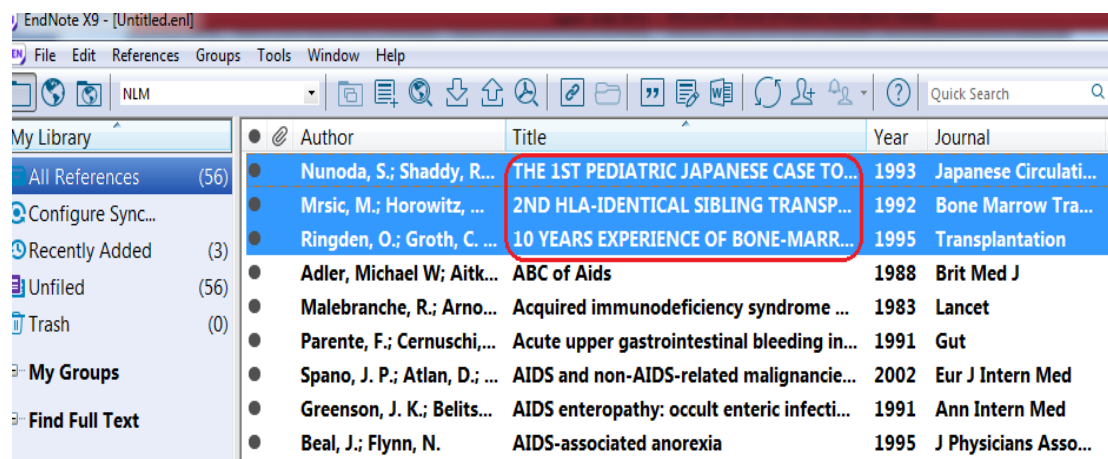 EndNote X9 - [Untitled.enl]
File Edit References Groups Tools Window Help
NLM Quick Search
My Library
All References (56)
Configure Sync...
Recently Added (3)
Unfiled (56)
Trash (0)
My Groups
Find Full Text
Author Title Year Journal
Nunoda, S.; Shaddy, R... THE 1ST PEDIATRIC JAPANESE CASE TO... 1993 Japanese Circulati...
Mrsic, M.; Horowitz, ... 2ND HLA-IDENTICAL SIBLING TRANSP... 1992 Bone Marrow Tra...
Ringden, O.; Groth, C. ... 10 YEARS EXPERIENCE OF BONE-MARR... 1995 Transplantation
Adler, Michael W; Aitk... ABC of Aids 1988 Brit Med J
Malebranche, R.; Arno... Acquired immunodeficiency syndrome ... 1983 Lancet
Parente, F.; Cernuschi,... Acute upper gastrointestinal bleeding in... 1991 Gut
Spano, J. P.; Atlan, D.; ... AIDS and non-AIDS-related malignancie... 2002 Eur J Intern Med
Greenson, J. K.; Belits... AIDS enteropathy: occult enteric infecti... 1991 Ann Intern Med
Beal, J.; Flynn, N. AIDS-associated anorexia 1995 J Physicians Asso...